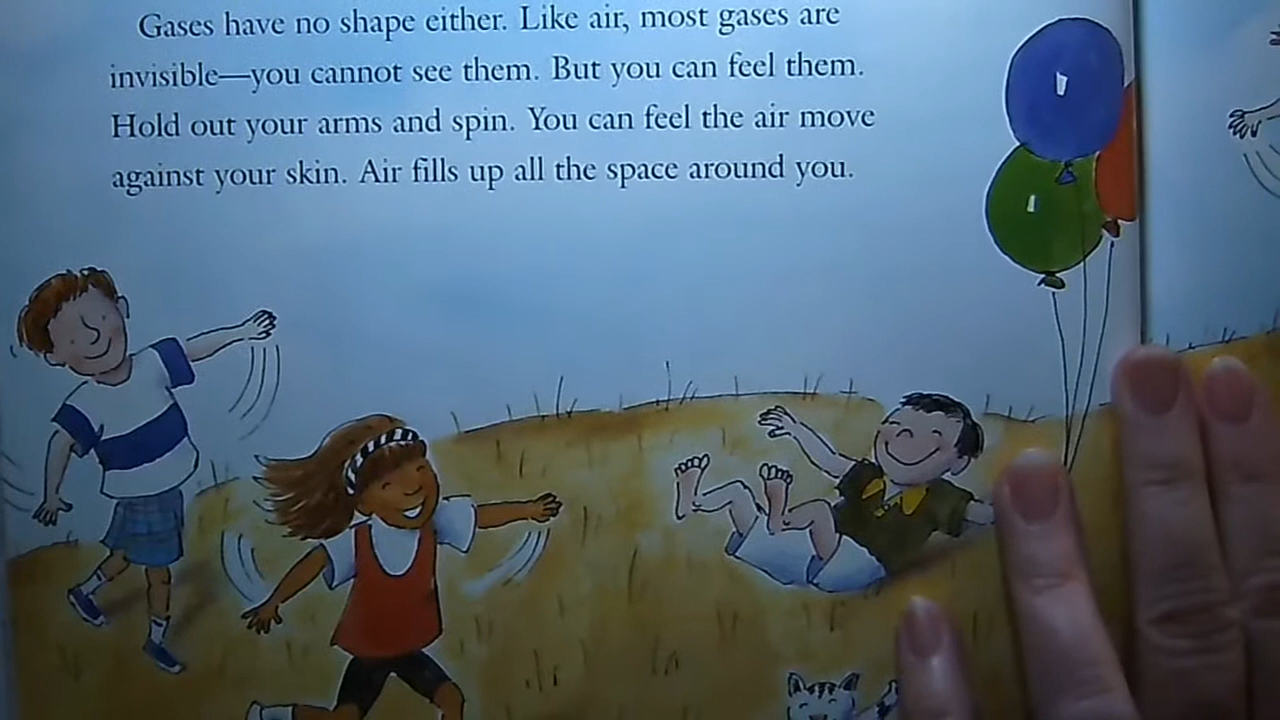 Gases have no shape either. Like air, most gases are
invisible—you cannot see them. But you can feel them.
Hold out your arms and spin. You can feel the air move
against your skin. Air fills up all the space around you.